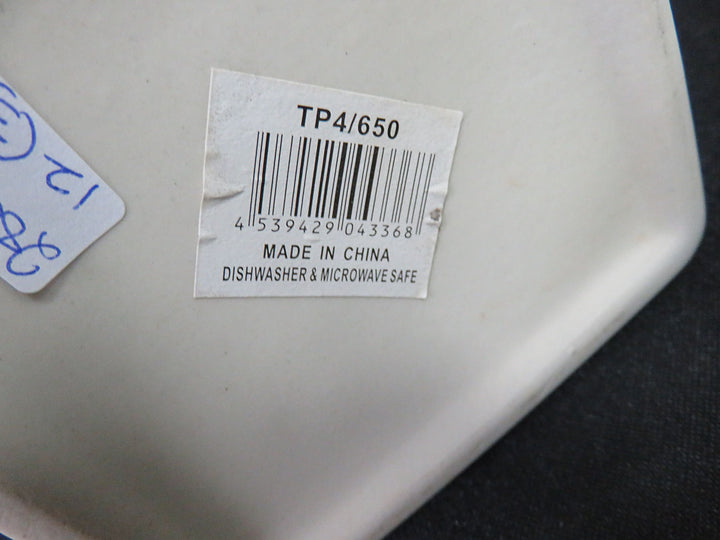 TP4/650
4 539429 043368
MADE IN CHINA
DISHWASHER & MICROWAVE SAFE
12